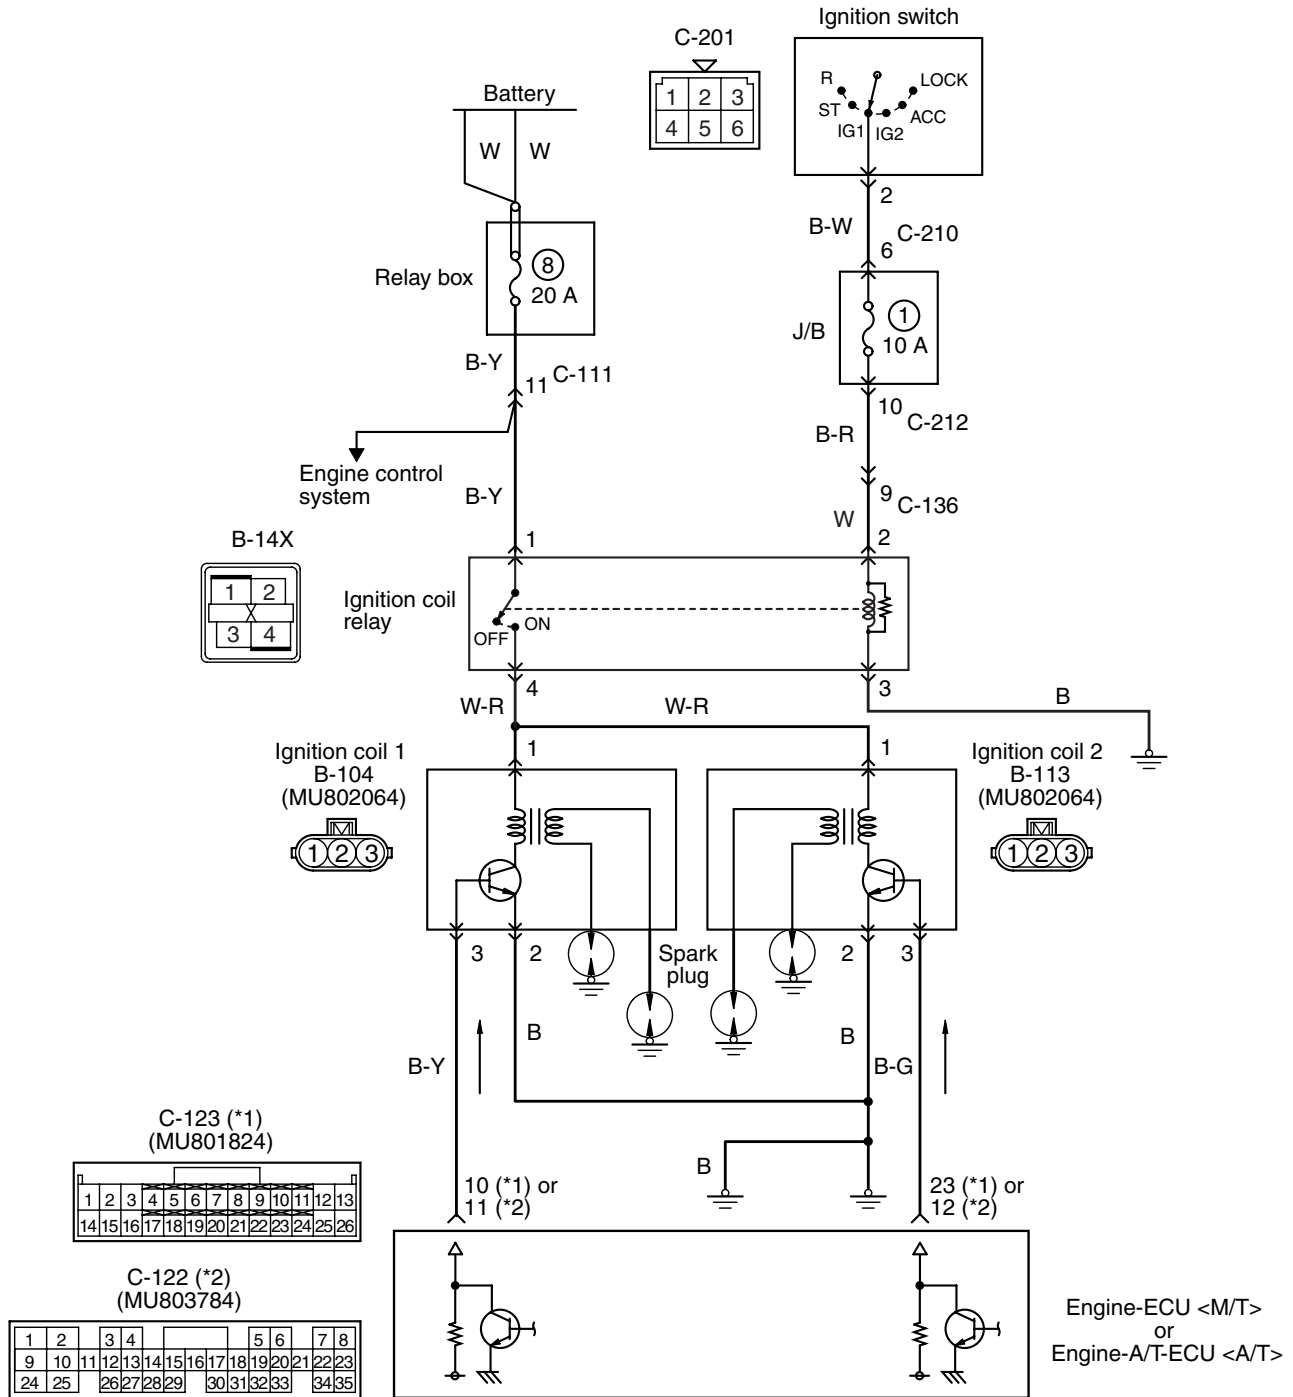 Ignition switch
C-201
1 2 3
4 5 6
R
ST
IG1
IG2
ACC
LOCK
Battery
W
W
2
B-W
C-210
6
Relay box
8
20 A
J/B
1
10 A
B-Y
11
C-111
10
C-212
B-R
Engine control
system
B-Y
9
C-136
W
1
2
B-14X
1 2
3 4
Ignition coil
relay
OFF
ON
4
3
W-R
W-R
B
Ignition coil 1
B-104
(MU802064)
1 2 3
1
1
Ignition coil 2
B-113
(MU802064)
1 2 3
3
2
Spark
plug
2
3
B-Y
B
B
B-G
B
C-123 (*1)
(MU801824)
1 2 3 4 5 6 7 8 9 10 11 12 13
14 15 16 17 18 19 20 21 22 23 24 25 26
10 (*1) or
11 (*2)
23 (*1) or
12 (*2)
C-122 (*2)
(MU803784)
1 2 3 4 5 6 7 8
9 10 11 12 13 14 15 16 17 18 19 20 21 22 23
24 25 26 27 28 29 30 31 32 33 34 35
Engine-ECU <M/T>
or
Engine-A/T-ECU <A/T>